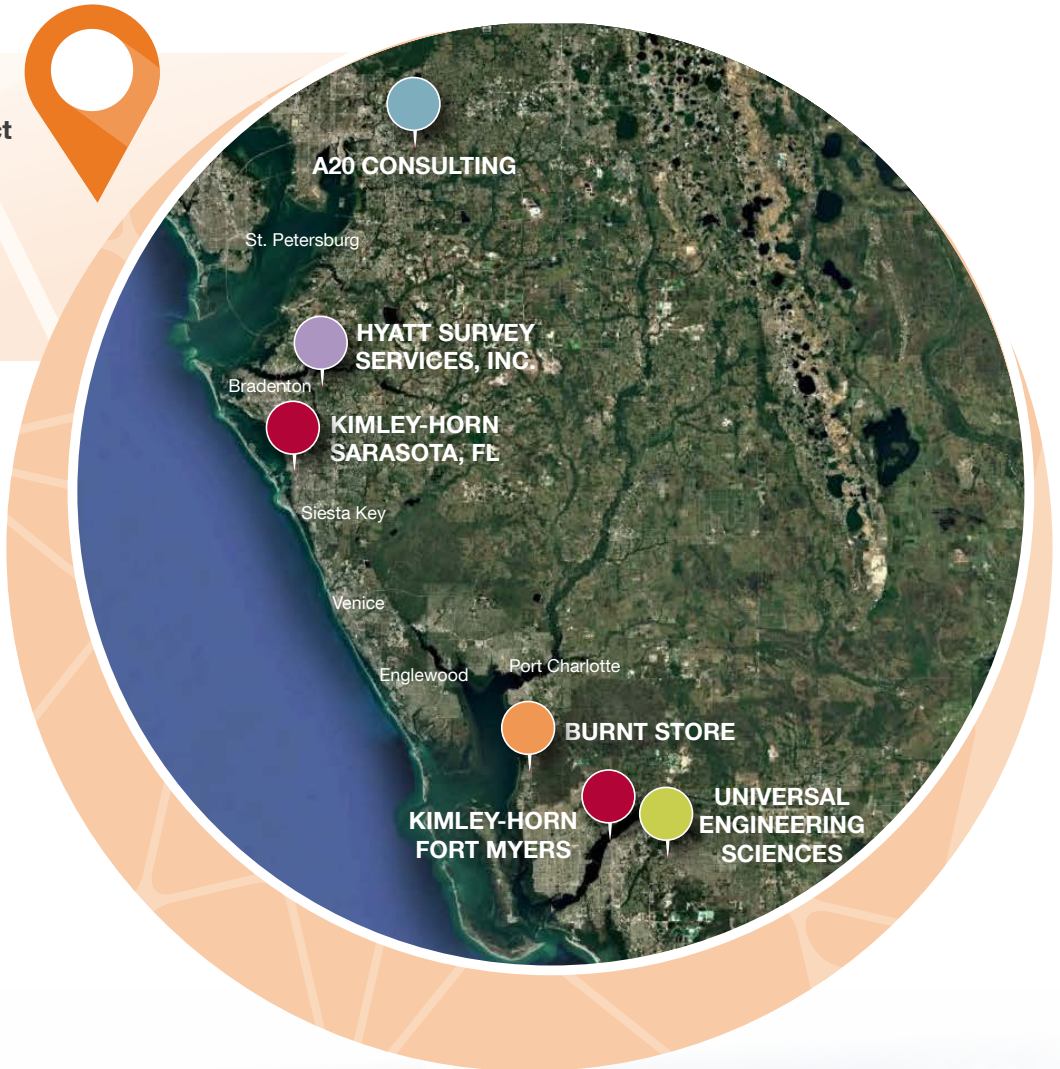 ct
A20 CONSULTING
St. Petersburg
HYATT SURVEY
SERVICES, INC.
Bradenton
KIMLEY-HORN
SARASOTA, FL
Siesta Key
Venice
Englewood
Port Charlotte
BURNT STORE
KIMLEY-HORN
FORT MYERS
UNIVERSAL
ENGINEERING
SCIENCES